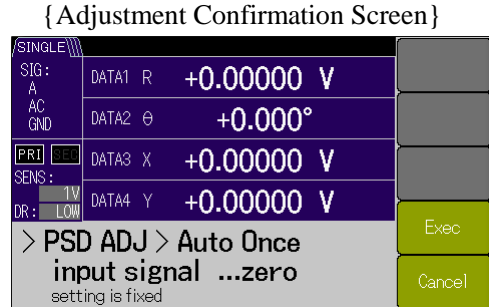 {Adjustment Confirmation Screen}
SINGLE
SIG:
A
AC
GND
PRI SEC
SENS:
1V
DR: LOW
DATA1 R +0.00000 V
DATA2 θ +0.000°
DATA3 X +0.00000 V
DATA4 Y +0.00000 V
> PSD ADJ > Auto Once
input signal ...zero
setting is fixed
Exec
Cancel